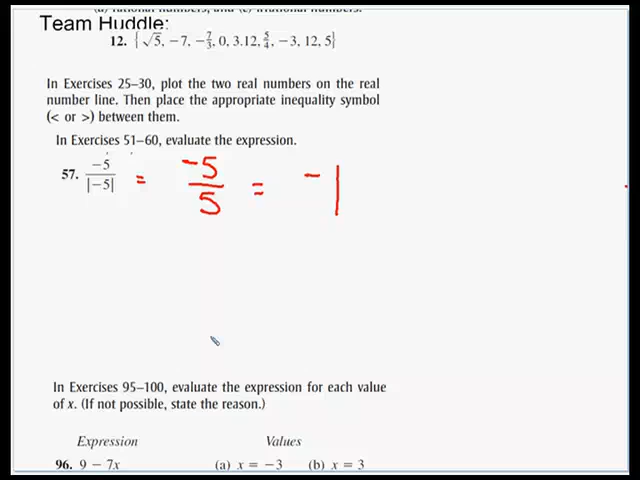 Team Huddle:
12. {√5, −7, −7/3, 0, 3.12, 5/4, −3, 12, 5}
In Exercises 25–30, plot the two real numbers on the real
number line. Then place the appropriate inequality symbol
(< or >) between them.
In Exercises 51–60, evaluate the expression.
57. −5/|−5| = −5/5 = −1
In Exercises 95–100, evaluate the expression for each value
of x. (If not possible, state the reason.)
Expression Values
96. 9 − 7x (a) x = −3 (b) x = 3